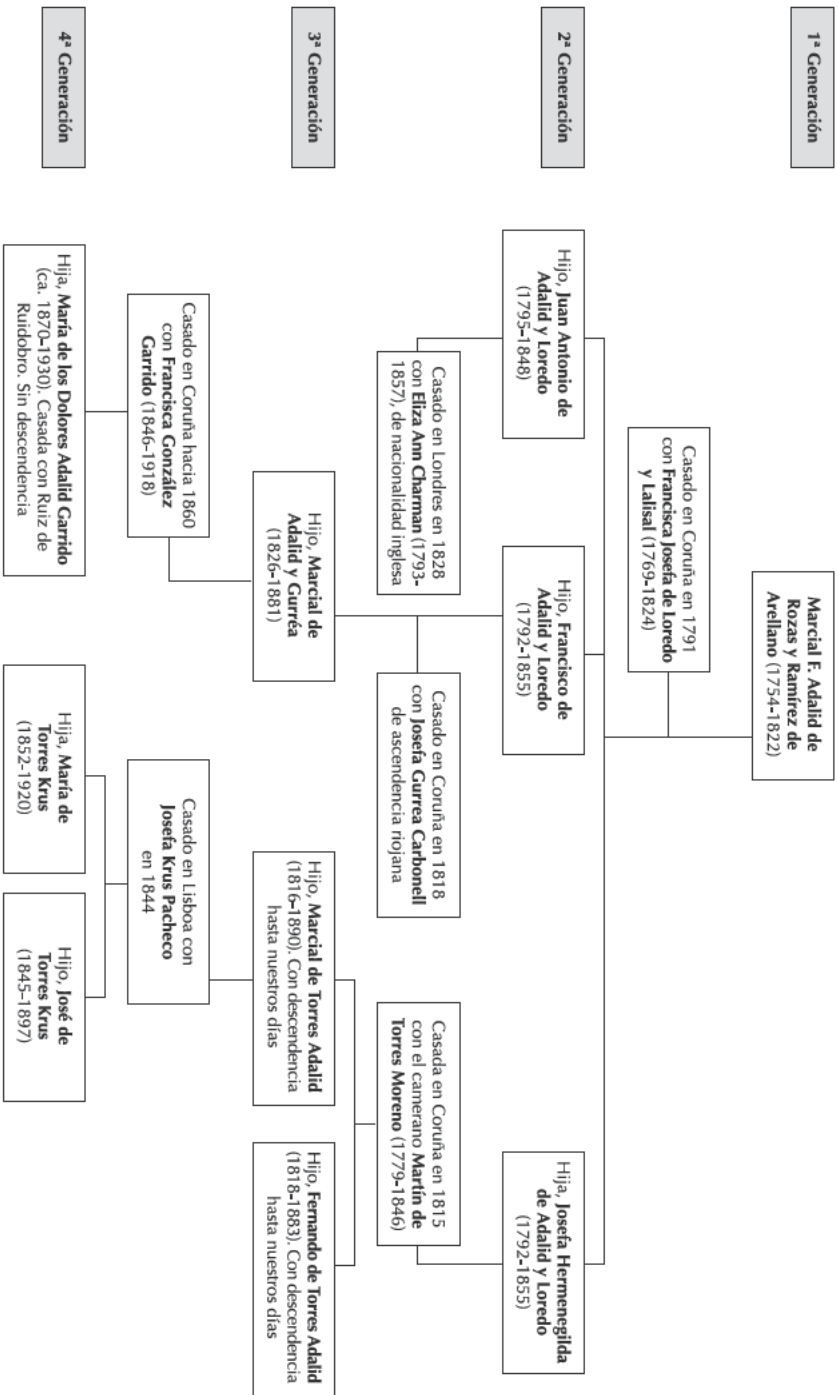 1ª Generación
Marcial F. Adalid de
Rozas y Ramírez de
Arellano (1754-1822)
Casado en Coruña en 1791
con Francisca Josefa de Loredo
y Lalisal (1769-1824)
2ª Generación
Hijo, Juan Antonio de
Adalid y Loredo
(1795-1848)
Hijo, Francisco de
Adalid y Loredo
(1792-1855)
Hija, Josefa Hermenegilda
de Adalid y Loredo
(1792-1855)
Casado en Londres en 1828
con Eliza Ann Charman (1793-
1857), de nacionalidad inglesa
Casado en Coruña en 1818
con Josefa Gurrea Carbonell
de ascendencia riojana
Casada en Coruña en 1815
con el camerano Martín de
Torres Moreno (1779-1846)
3ª Generación
Hijo, Marcial de
Adalid y Gurréa
(1826-1881)
Hijo, Marcial de Torres Adalid
(1816-1890). Con descendencia
hasta nuestros días
Hijo, Fernando de Torres Adalid
(1818-1883). Con descendencia
hasta nuestros días
Casado en Coruña hacia 1860
con Francisca González
Garrido (1846-1918)
Casado en Lisboa con
Josefa Krus Pacheco
en 1844
4ª Generación
Hija, María de los Dolores Adalid Garrido
(ca. 1870-1930). Casada con Ruiz de
Ruidobro. Sin descendencia
Hija, María de
Torres Krus
(1852-1920)
Hijo, José de
Torres Krus
(1845-1897)